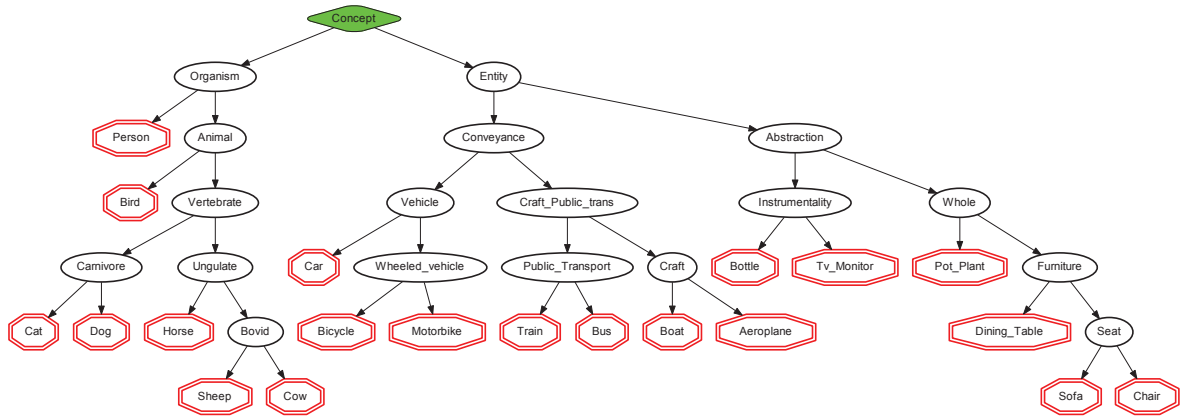 Concept
Organism
Entity
Person
Animal
Conveyance
Abstraction
Bird
Vertebrate
Vehicle
Craft_Public_trans
Instrumentality
Whole
Carnivore
Ungulate
Car
Wheeled_vehicle
Public_Transport
Craft
Bottle
Tv_Monitor
Pot_Plant
Furniture
Cat
Dog
Horse
Bovid
Bicycle
Motorbike
Train
Bus
Boat
Aeroplane
Dining_Table
Seat
Sheep
Cow
Sofa
Chair